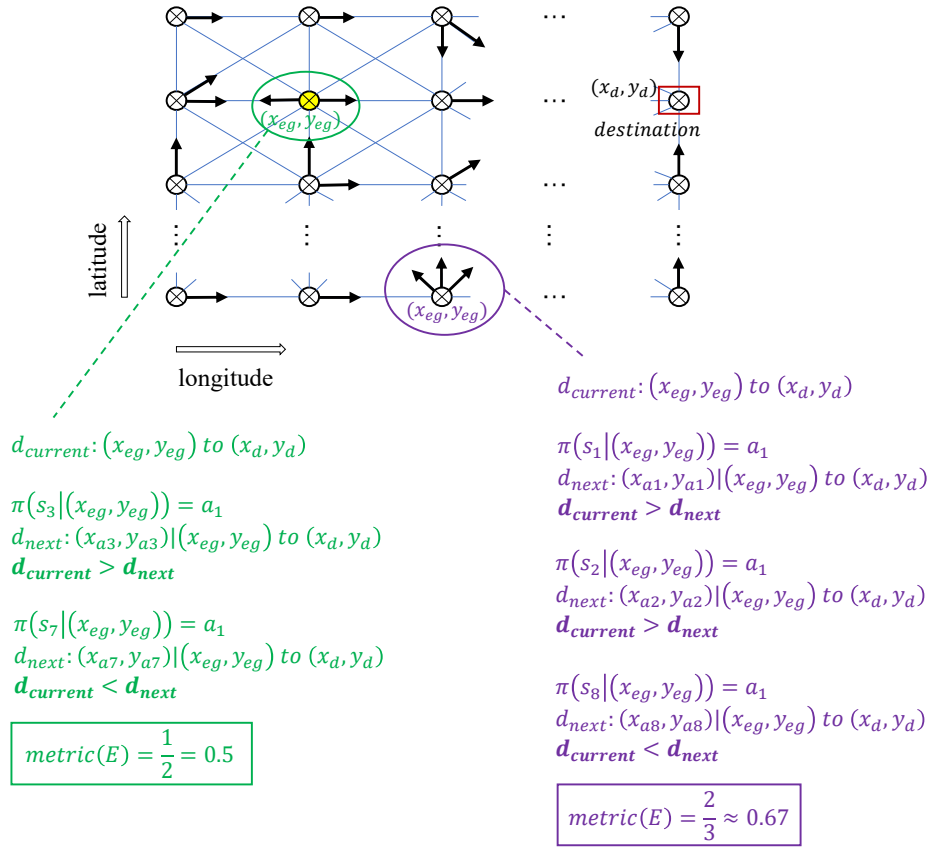 ...
(x_eg, y_eg)
(x_d, y_d)
...
destination
...
⋮ ⋮ ⋮ ⋮ ⋮
latitude
...
(x_eg, y_eg)
longitude
d_current: (x_eg, y_eg) to (x_d, y_d)
π(s_3|(x_eg, y_eg)) = a_1
d_next: (x_a3, y_a3)|(x_eg, y_eg) to (x_d, y_d)
d_current > d_next
π(s_7|(x_eg, y_eg)) = a_1
d_next: (x_a7, y_a7)|(x_eg, y_eg) to (x_d, y_d)
d_current < d_next
metric(E) = 1/2 = 0.5
d_current: (x_eg, y_eg) to (x_d, y_d)
π(s_1|(x_eg, y_eg)) = a_1
d_next: (x_a1, y_a1)|(x_eg, y_eg) to (x_d, y_d)
d_current > d_next
π(s_2|(x_eg, y_eg)) = a_1
d_next: (x_a2, y_a2)|(x_eg, y_eg) to (x_d, y_d)
d_current > d_next
π(s_8|(x_eg, y_eg)) = a_1
d_next: (x_a8, y_a8)|(x_eg, y_eg) to (x_d, y_d)
d_current < d_next
metric(E) = 2/3 ≈ 0.67